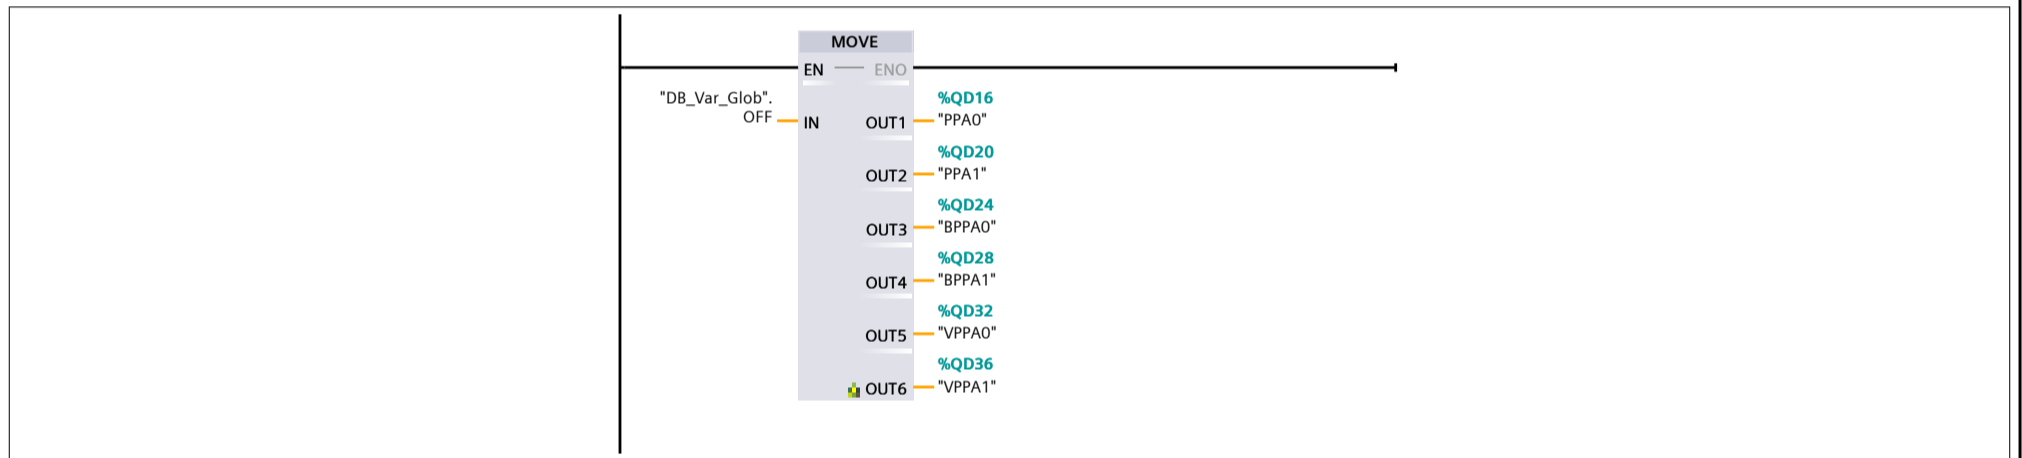 MOVE
EN ENO
"DB_Var_Glob".
OFF
IN OUT1
%QD16
"PPA0"
OUT2
%QD20
"PPA1"
OUT3
%QD24
"BPPA0"
OUT4
%QD28
"BPPA1"
OUT5
%QD32
"VPPA0"
OUT6
%QD36
"VPPA1"